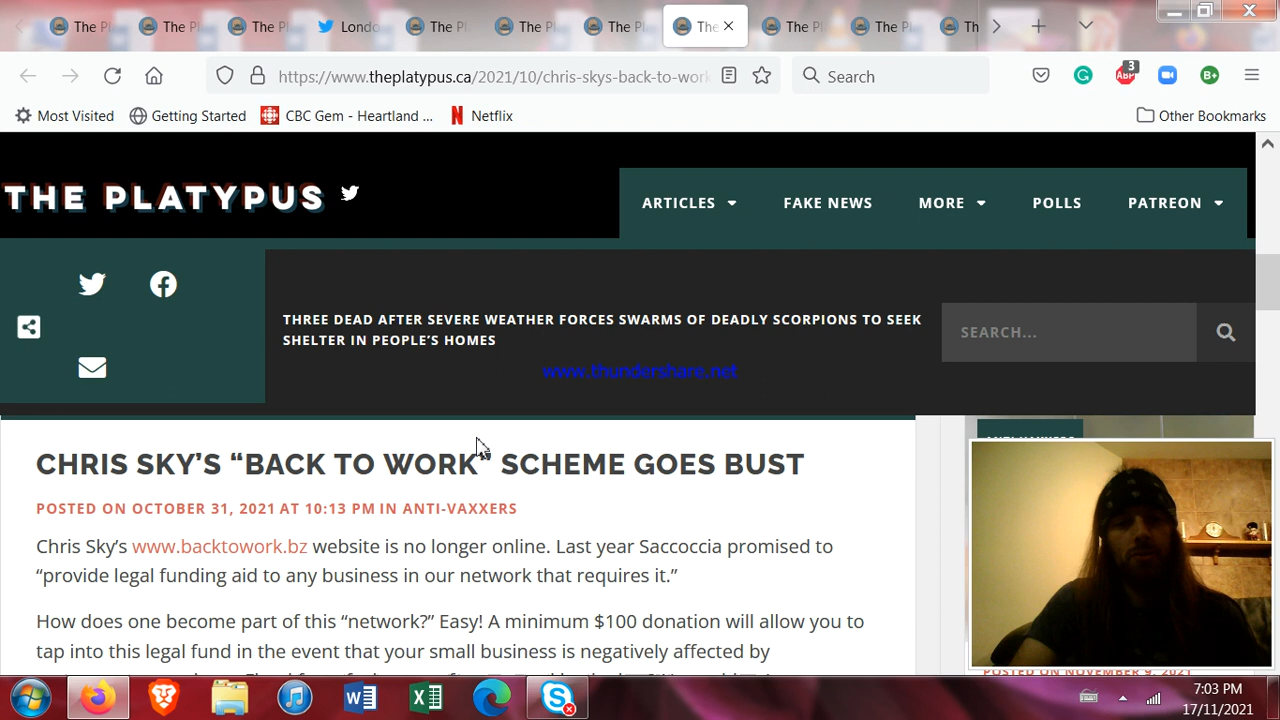 The Pl
The Pl
The Pl
Londo
The Pl
The Pl
The Pl
The
The Pl
The Pl
Th
https://www.theplatypus.ca/2021/10/chris-skys-back-to-work
Search
3
ABP
B+
Most Visited
Getting Started
CBC Gem - Heartland ...
Netflix
Other Bookmarks
THE PLATYPUS
ARTICLES
FAKE NEWS
MORE
POLLS
PATREON
THREE DEAD AFTER SEVERE WEATHER FORCES SWARMS OF DEADLY SCORPIONS TO SEEK
SHELTER IN PEOPLE’S HOMES
SEARCH...
www.thundershare.net
CHRIS SKY’S “BACK TO WORK” SCHEME GOES BUST
POSTED ON OCTOBER 31, 2021 AT 10:13 PM IN ANTI-VAXXERS
Chris Sky’s www.backtowork.bz website is no longer online. Last year Saccoccia promised to
“provide legal funding aid to any business in our network that requires it.”
How does one become part of this “network?” Easy! A minimum $100 donation will allow you to
tap into this legal fund in the event that your small business is negatively affected by
POSTED ON NOVEMBER 9, 2021
7:03 PM
17/11/2021